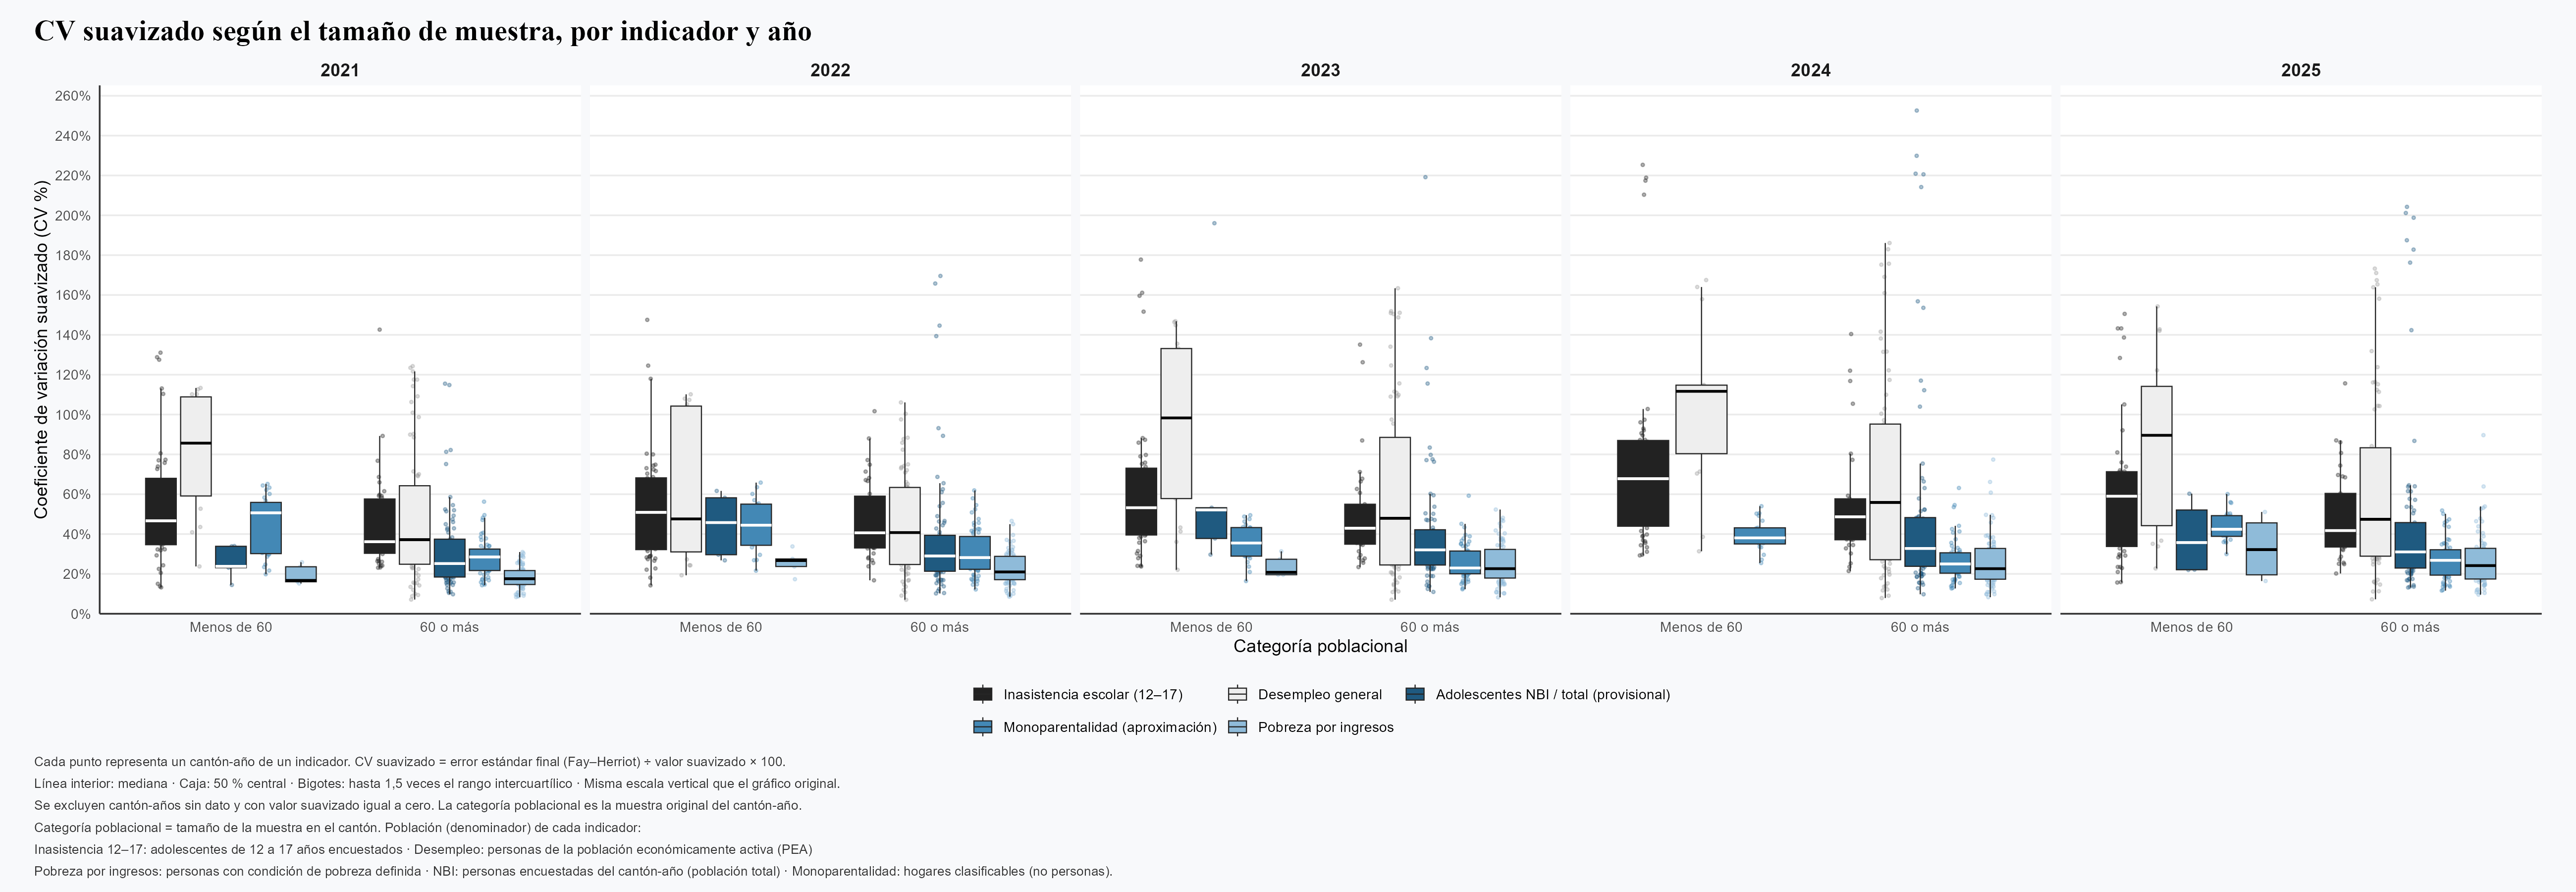 CV suavizado según el tamaño de muestra, por indicador y año
2021 2022 2023 2024 2025
Coeficiente de variación suavizado (CV %)
260%
240%
220%
200%
180%
160%
140%
120%
100%
80%
60%
40%
20%
0%
Menos de 60 60 o más Menos de 60 60 o más Menos de 60 60 o más Menos de 60 60 o más Menos de 60 60 o más
Categoría poblacional
Inasistencia escolar (12–17) Desempleo general Adolescentes NBI / total (provisional)
Monoparentalidad (aproximación) Pobreza por ingresos
Cada punto representa un cantón-año de un indicador. CV suavizado = error estándar final (Fay–Herriot) ÷ valor suavizado × 100.
Línea interior: mediana · Caja: 50 % central · Bigotes: hasta 1,5 veces el rango intercuartílico · Misma escala vertical que el gráfico original.
Se excluyen cantón-años sin dato y con valor suavizado igual a cero. La categoría poblacional es la muestra original del cantón-año.
Categoría poblacional = tamaño de la muestra en el cantón. Población (denominador) de cada indicador:
Inasistencia 12–17: adolescentes de 12 a 17 años encuestados · Desempleo: personas de la población económicamente activa (PEA)
Pobreza por ingresos: personas con condición de pobreza definida · NBI: personas encuestadas del cantón-año (población total) · Monoparentalidad: hogares clasificables (no personas).